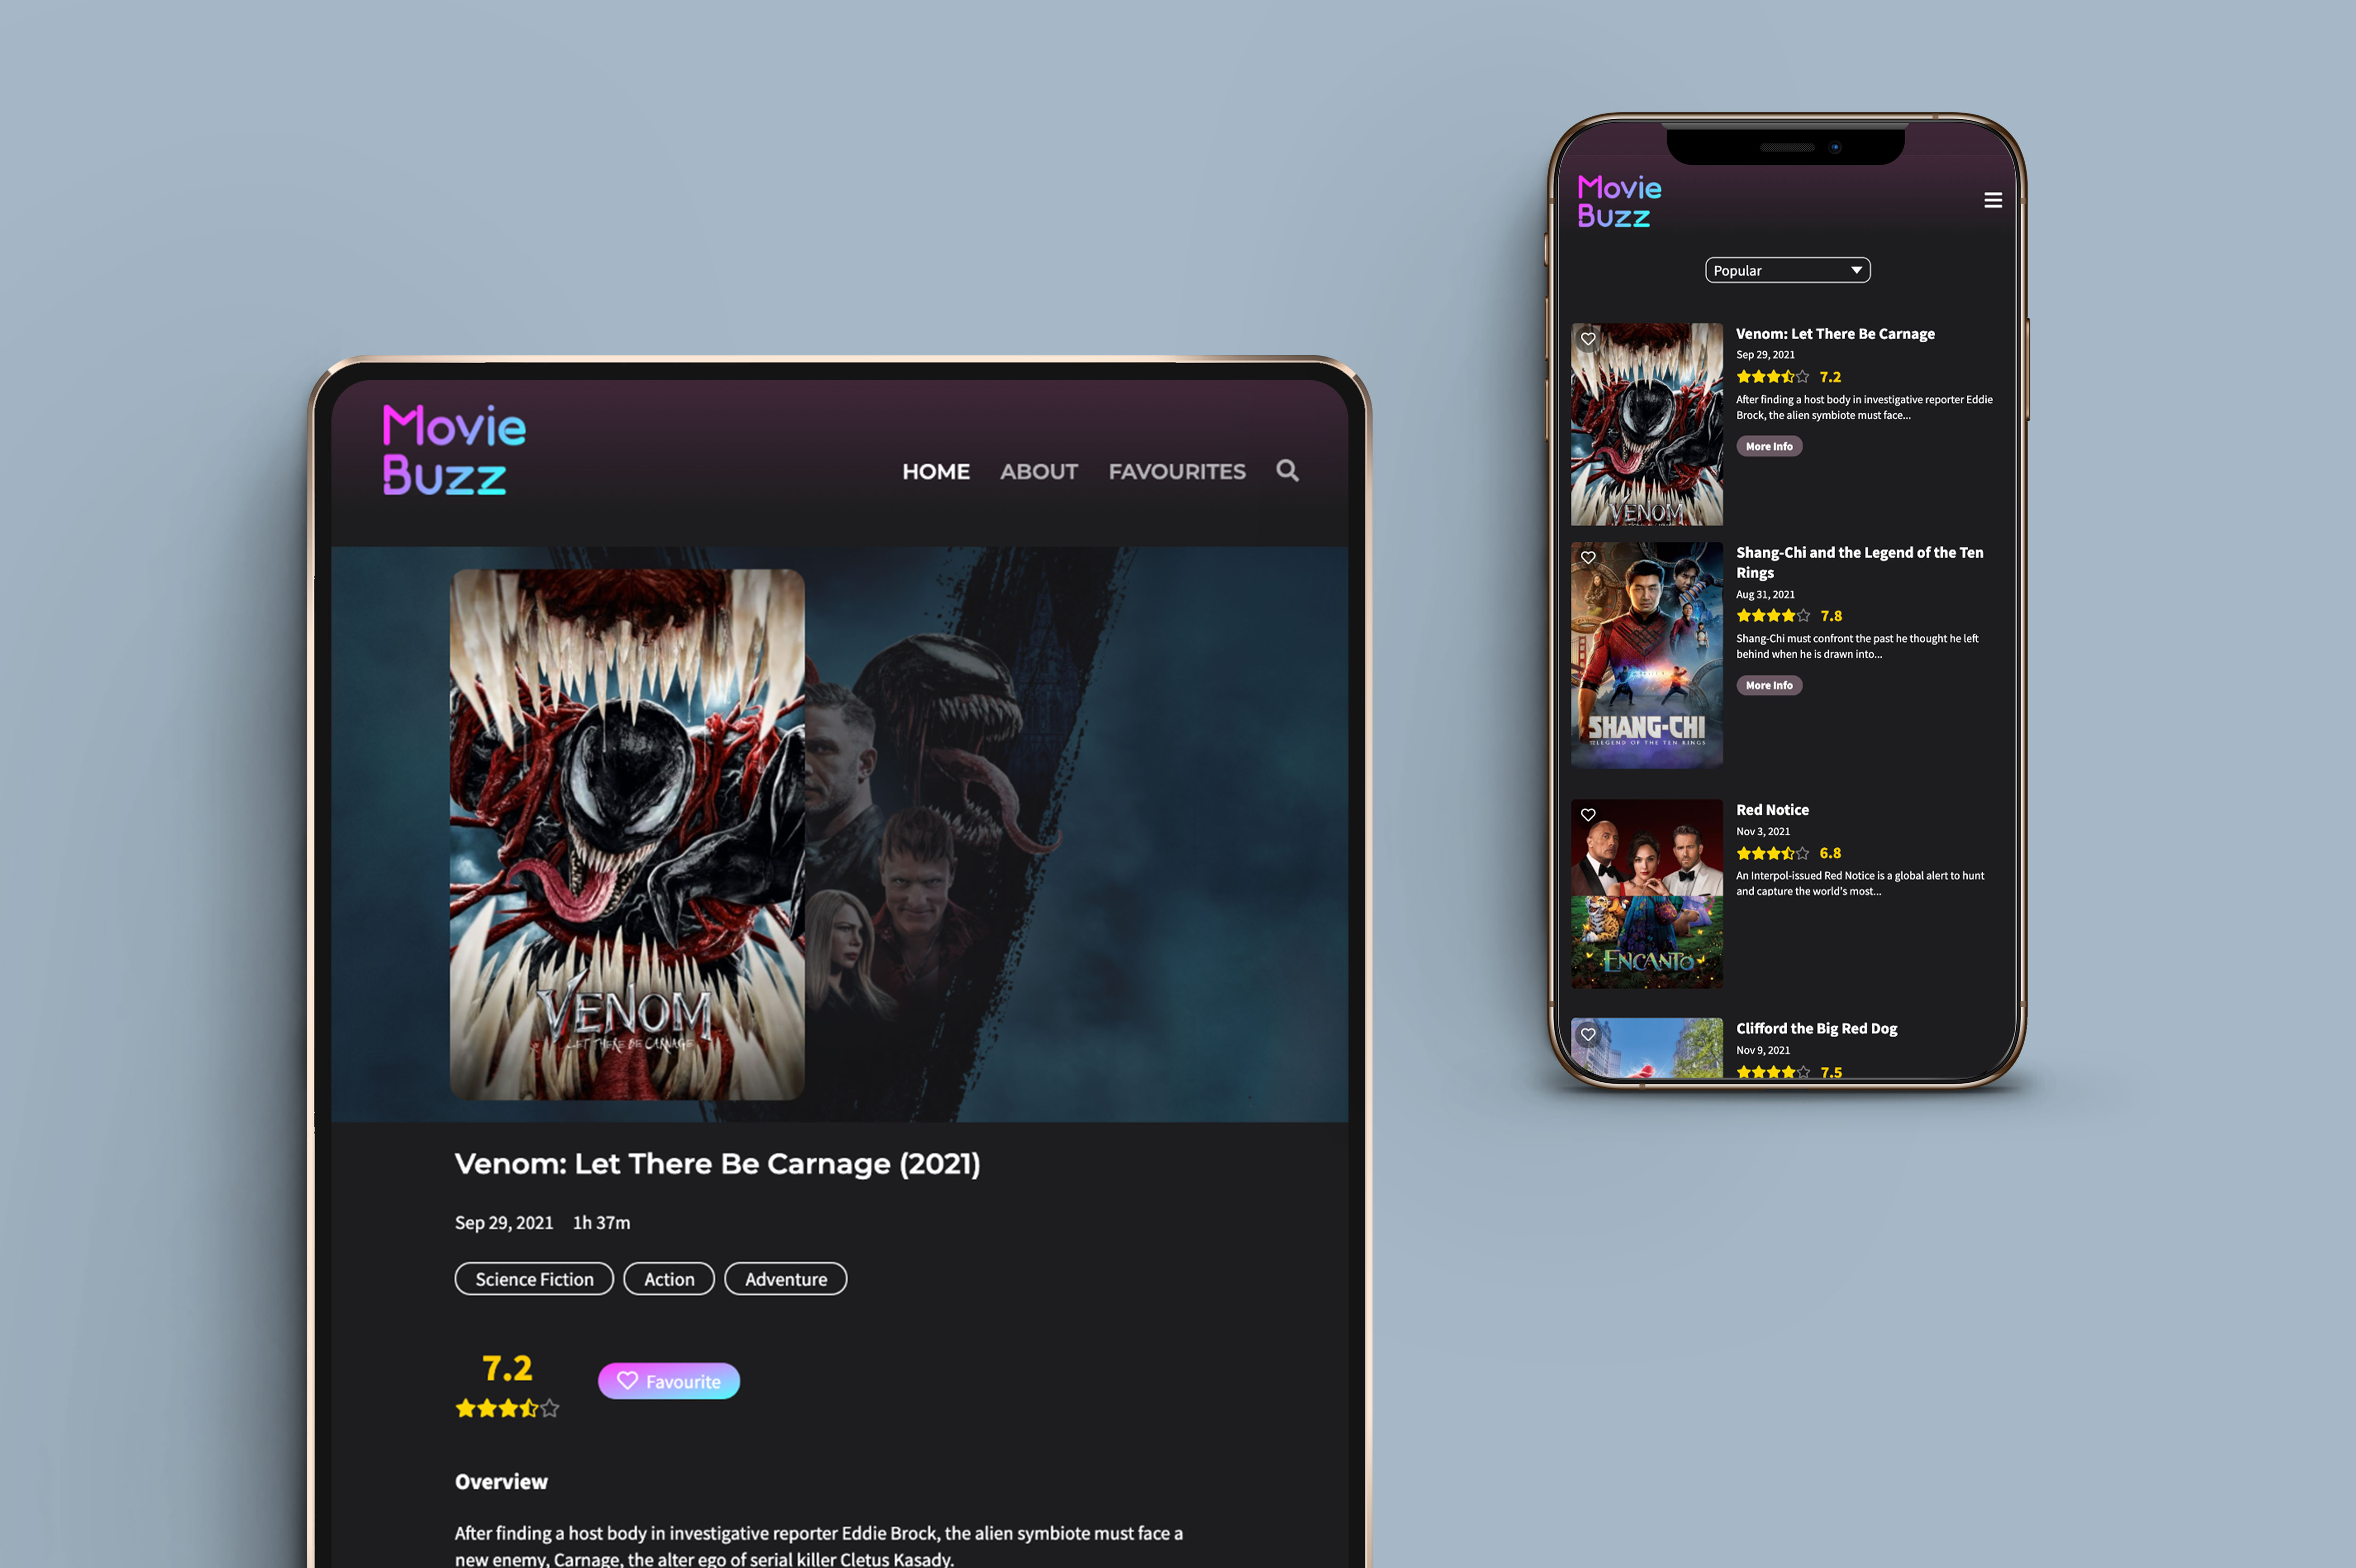 Movie
Buzz
HOME ABOUT FAVOURITES
VENOM
LET THERE BE CARNAGE
Venom: Let There Be Carnage (2021)
Sep 29, 2021 1h 37m
Science Fiction Action Adventure
7.2
Favourite
Overview
After finding a host body in investigative reporter Eddie Brock, the alien symbiote must face a
new enemy, Carnage, the alter ego of serial killer Cletus Kasady.
Movie
Buzz
Popular
VENOM
Venom: Let There Be Carnage
Sep 29, 2021
7.2
After finding a host body in investigative reporter Eddie
Brock, the alien symbiote must face...
More Info
SHANG-CHI
LEGEND OF THE TEN RINGS
Shang-Chi and the Legend of the Ten
Rings
Aug 31, 2021
7.8
Shang-Chi must confront the past he thought he left
behind when he is drawn into...
More Info
Red Notice
Nov 3, 2021
6.8
An Interpol-issued Red Notice is a global alert to hunt
and capture the world's most...
ENCANTO
Clifford the Big Red Dog
Nov 9, 2021
7.5